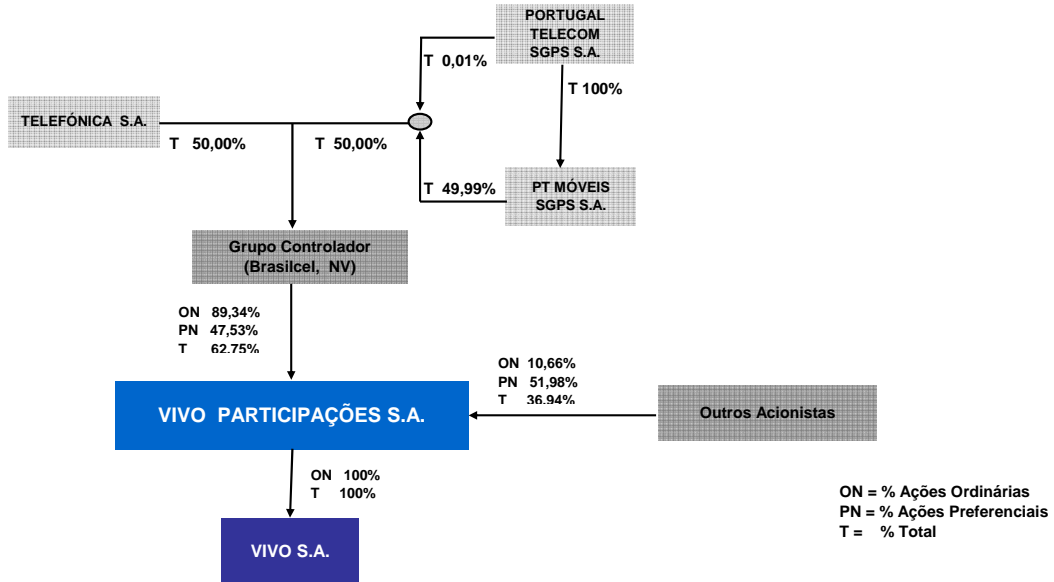 PORTUGAL
TELECOM
SGPS S.A.
T 0,01%
T 100%
TELEFÓNICA S.A.
T 50,00%
T 50,00%
T 49,99%
PT MÓVEIS
SGPS S.A.
Grupo Controlador
(Brasilcel, NV)
ON 89,34%
PN 47,53%
T 62.75%
ON 10,66%
PN 51,98%
T 36.94%
VIVO PARTICIPAÇÕES S.A.
Outros Acionistas
ON 100%
T 100%
ON = % Ações Ordinárias
PN = % Ações Preferenciais
T = % Total
VIVO S.A.